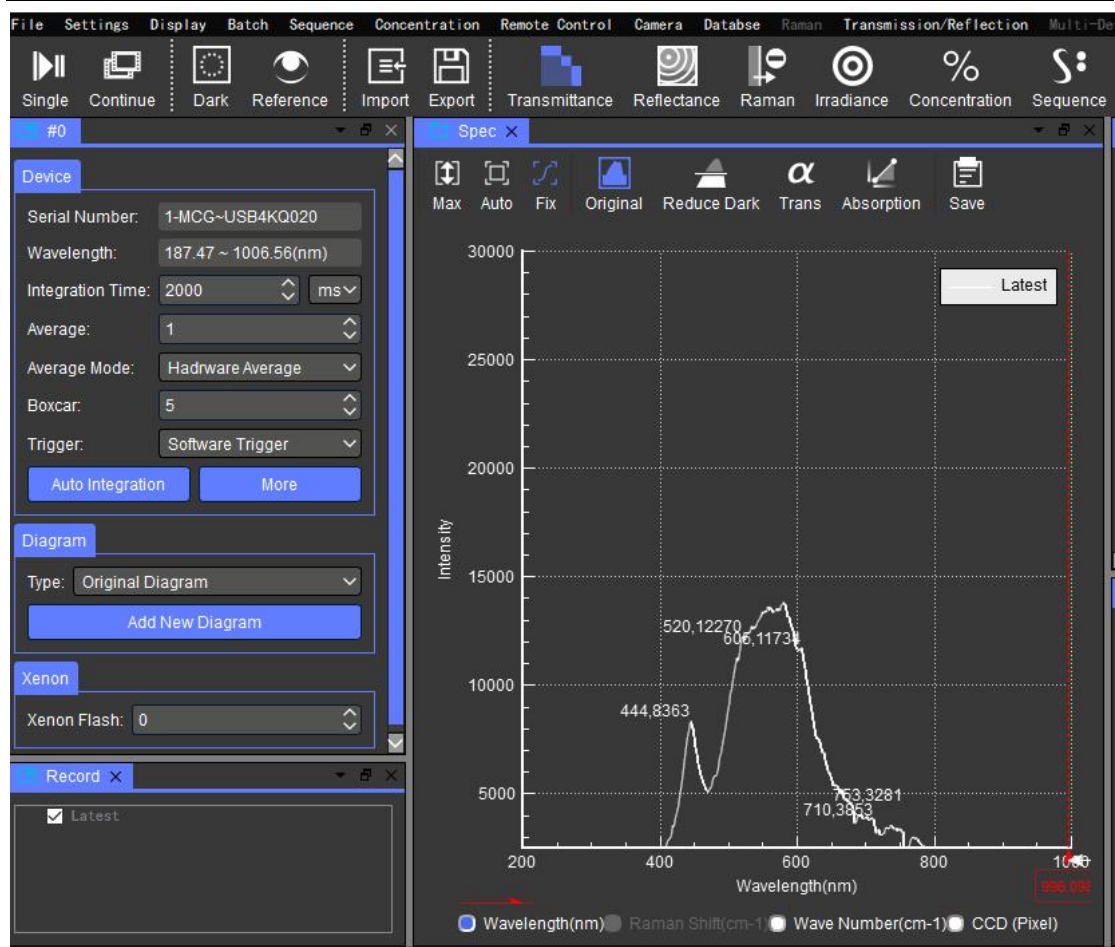 File Settings Display Batch Sequence Concentration Remote Control Camera Databse Raman Transmission/Reflection Multi-De
Single Continue Dark Reference Import Export Transmittance Reflectance Raman Irradiance Concentration Sequence
#0
Device
Serial Number: 1-MCG~USB4KQ020
Wavelength: 187.47 ~ 1006.56(nm)
Integration Time: 2000 ms
Average: 1
Average Mode: Hadrware Average
Boxcar: 5
Trigger: Software Trigger
Auto Integration More
Diagram
Type: Original Diagram
Add New Diagram
Xenon
Xenon Flash: 0
Record
Latest
Spec
Max Auto Fix Original Reduce Dark α Trans Absorption Save
30000
Latest
25000
20000
Intensity
15000
520,12270
605,11734
10000
444,8363
5000
753,3281
710,3853
200 400 600 800 1000
Wavelength(nm)
996.098
Wavelength(nm) Raman Shift(cm-1) Wave Number(cm-1) CCD (Pixel)